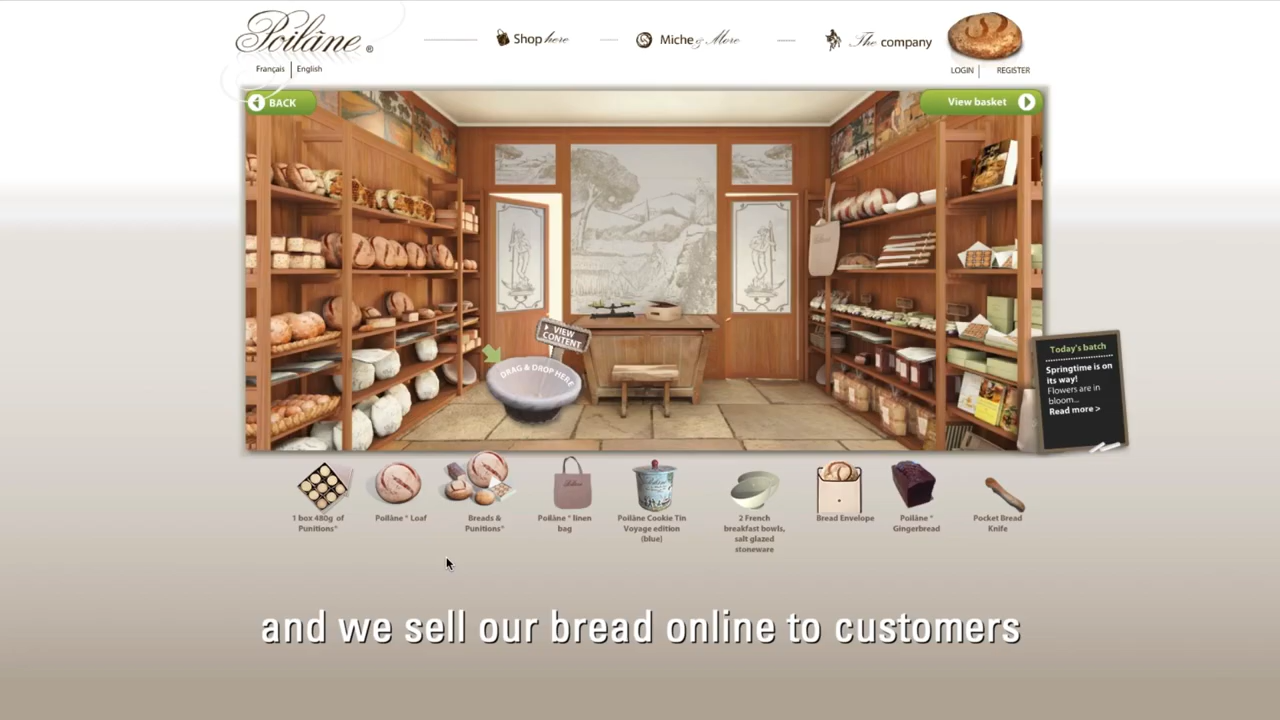 Poilâne ®
Français | English
Shop here
Miche & More
The company
LOGIN | REGISTER
BACK
View basket
VIEW
CONTENT
DRAG & DROP HERE
Today's batch
Springtime is on
its way!
Flowers are in
bloom...
Read more >
1 box 480g of
Punitions®
Poilâne ® Loaf
Breads &
Punitions®
Poilâne ® linen
bag
Poilâne Cookie Tin
Voyage edition
(blue)
2 French
breakfast bowls,
salt glazed
stoneware
Bread Envelope
Poilâne ®
Gingerbread
Pocket Bread
Knife
and we sell our bread online to customers